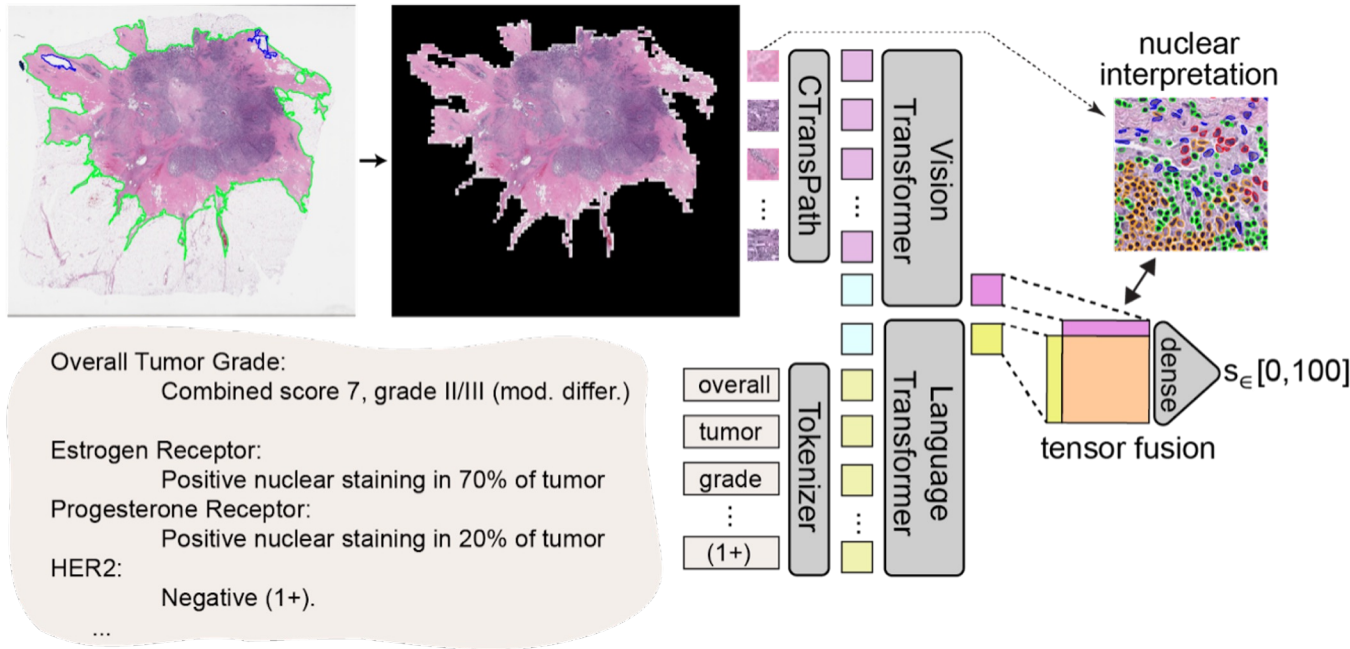 nuclear
interpretation
CTransPath
Vision
Transformer
Overall Tumor Grade:
Combined score 7, grade II/III (mod. differ.)
Estrogen Receptor:
Positive nuclear staining in 70% of tumor
Progesterone Receptor:
Positive nuclear staining in 20% of tumor
HER2:
Negative (1+).
...
overall
tumor
grade
...
(1+)
Tokenizer
Language
Transformer
dense
s∈[0,100]
tensor fusion